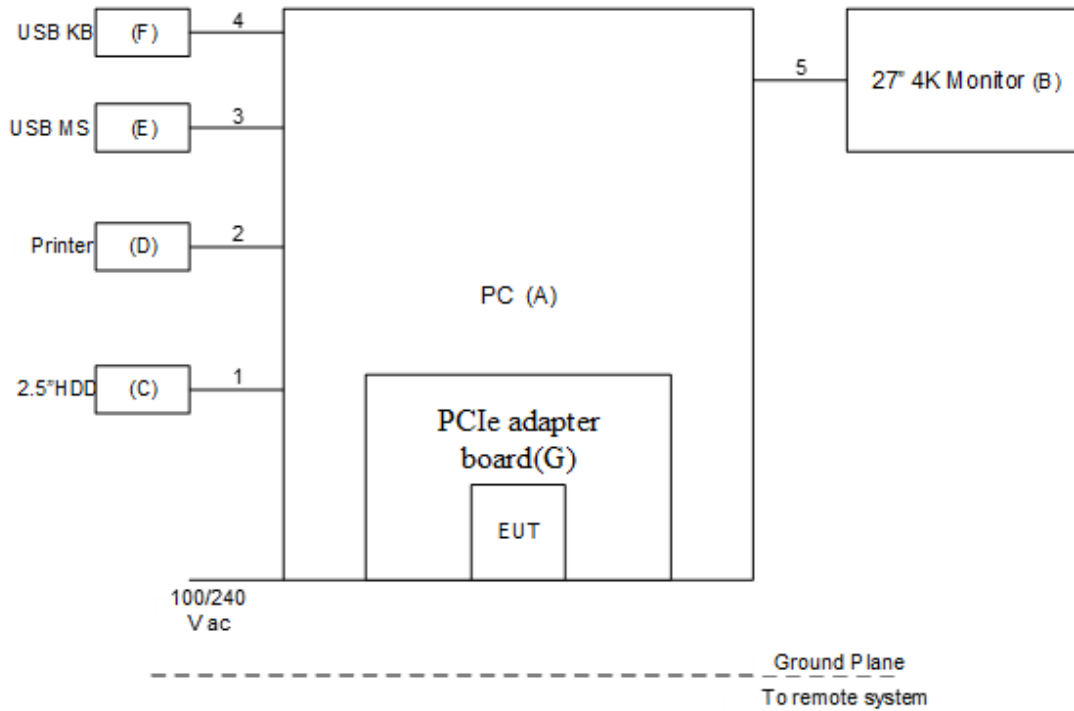 USB KB
(F)
4
5
27" 4K Monitor (B)
USB MS
(E)
3
Printer
(D)
2
PC (A)
2.5"HDD
(C)
1
PCIe adapter
board(G)
EUT
100/240
Vac
Ground Plane
To remote system